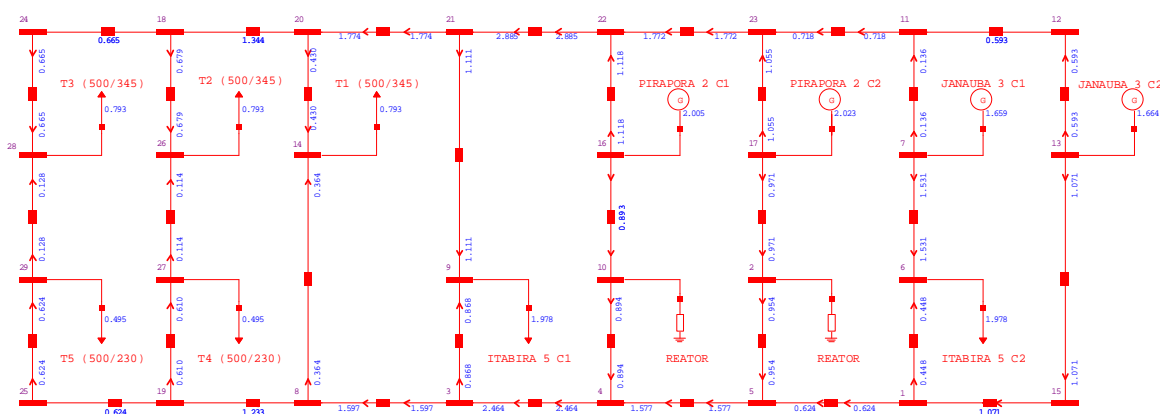 24 18 20 21 22 23 11 12
0.665 1.344 1.774 1.774 2.885 2.885 1.772 1.772 0.718 0.718 0.593
0.665 0.679 0.430 1.111 1.118 1.055 0.136 0.593
T3 (500/345) T2 (500/345) T1 (500/345) PIRAPORA 2 C1 PIRAPORA 2 C2 JANAUBA 3 C1 JANAUBA 3 C2
G G G G
0.793 0.793 0.793 2.005 2.023 1.659 1.664
0.665 0.679 0.430 1.118 1.055 0.136 0.593
28 26 14 16 17 7 13
0.128 0.114 0.364 0.971 1.531 1.071
0.893
0.128 0.114 1.111 0.971 1.531
29 27 9 10 2 6
0.624 0.610 0.868 0.894 0.954 0.448
0.495 0.495 1.978 1.978
T5 (500/230) T4 (500/230) ITABIRA 5 C1 REATOR REATOR ITABIRA 5 C2
0.624 0.610 0.364 0.868 0.894 0.954 0.448 1.071
25 19 8 3 4 5 1 15
0.624 1.233 1.597 1.597 2.464 2.464 1.577 1.577 0.624 0.624 1.071